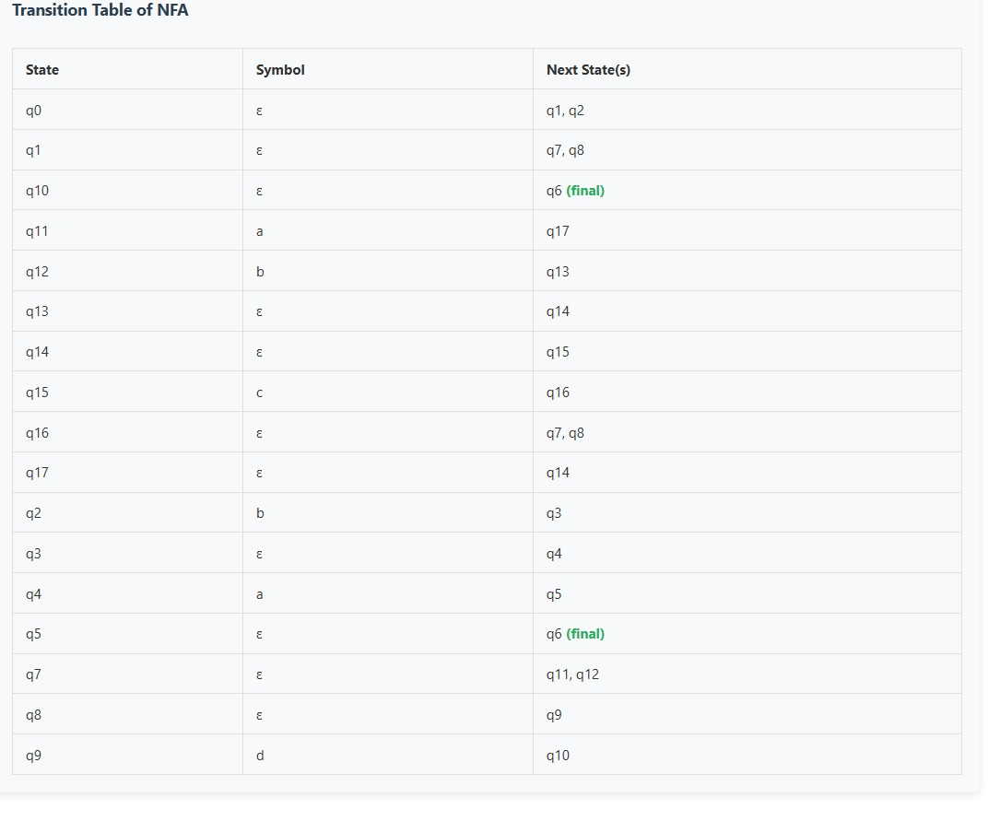 Transition Table of NFA
State Symbol Next State(s)
q0 ε q1, q2
q1 ε q7, q8
q10 ε q6 (final)
q11 a q17
q12 b q13
q13 ε q14
q14 ε q15
q15 c q16
q16 ε q7, q8
q17 ε q14
q2 b q3
q3 ε q4
q4 a q5
q5 ε q6 (final)
q7 ε q11, q12
q8 ε q9
q9 d q10